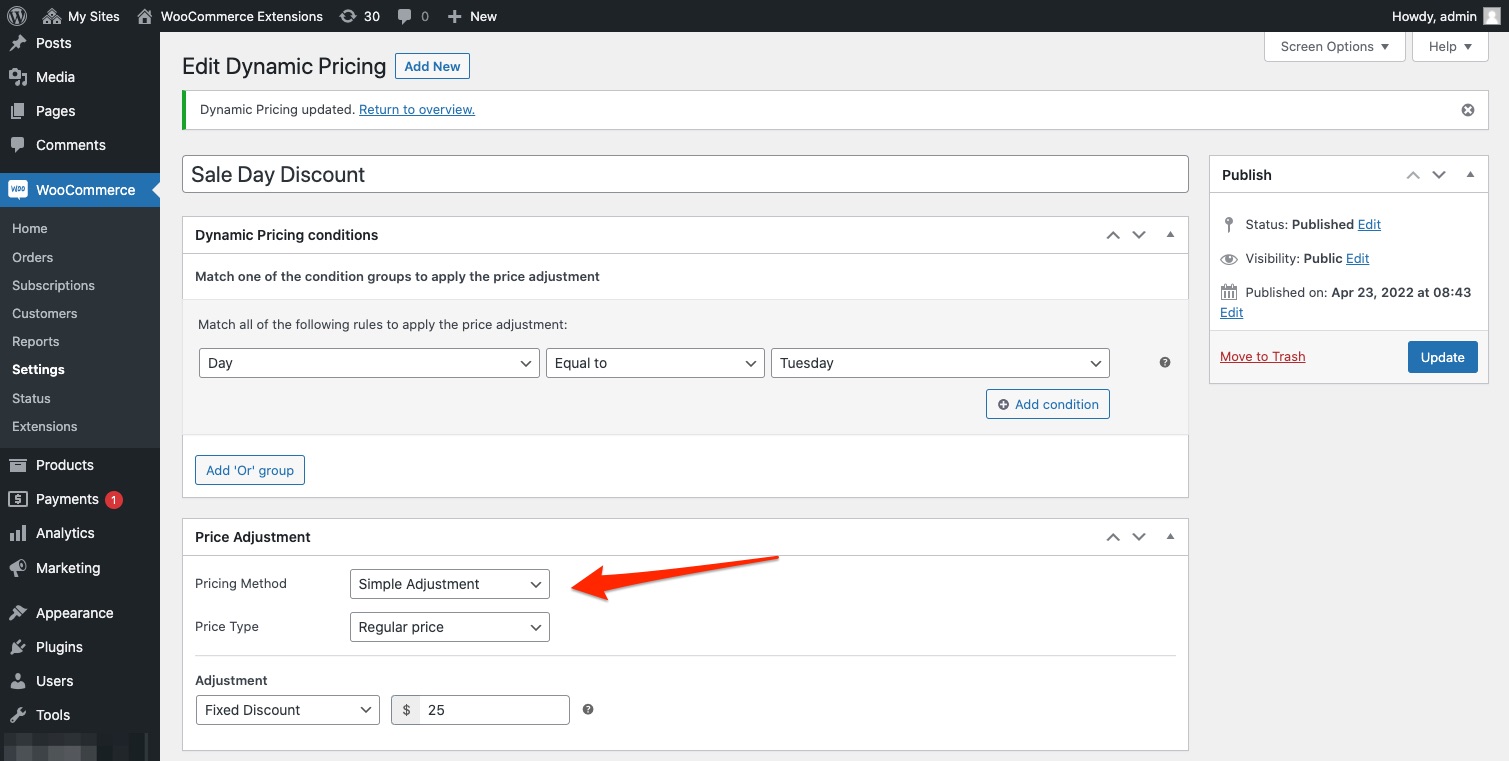 My Sites WooCommerce Extensions 30 0 New Howdy, admin
Posts
Media
Pages
Comments
WOO WooCommerce
Home
Orders
Subscriptions
Customers
Reports
Settings
Status
Extensions
Products
Payments 1
Analytics
Marketing
Appearance
Plugins
Users
Tools
Screen Options Help
Edit Dynamic Pricing Add New
Dynamic Pricing updated. Return to overview.
Sale Day Discount
Dynamic Pricing conditions
Match one of the condition groups to apply the price adjustment
Match all of the following rules to apply the price adjustment:
Day Equal to Tuesday ?
Add condition
Add 'Or' group
Price Adjustment
Pricing Method Simple Adjustment
Price Type Regular price
Adjustment
Fixed Discount $ 25 ?
Publish
Status: Published Edit
Visibility: Public Edit
Published on: Apr 23, 2022 at 08:43
Edit
Move to Trash Update